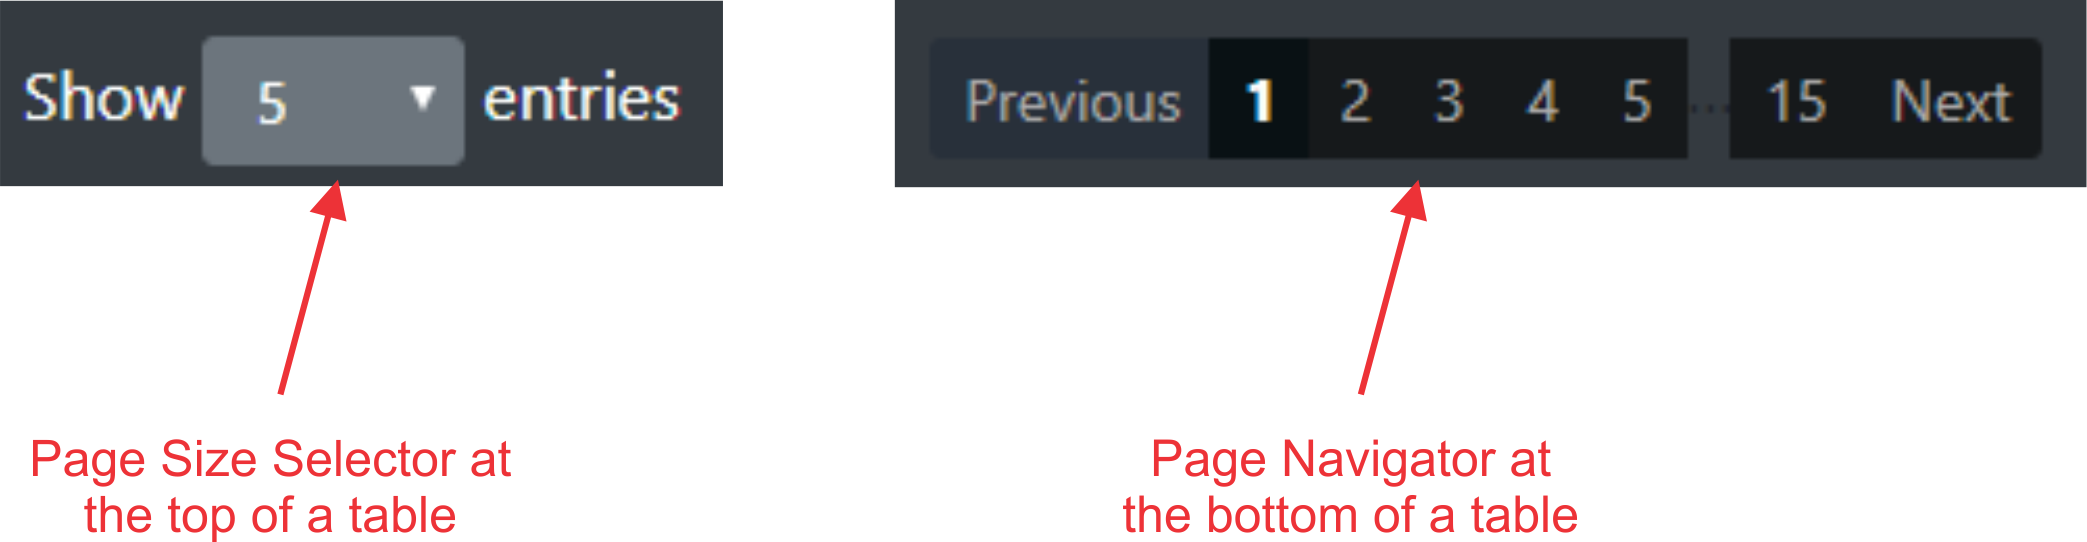 Show 5 ▼ entries
Previous 1 2 3 4 5 ... 15 Next
Page Size Selector at
the top of a table
Page Navigator at
the bottom of a table